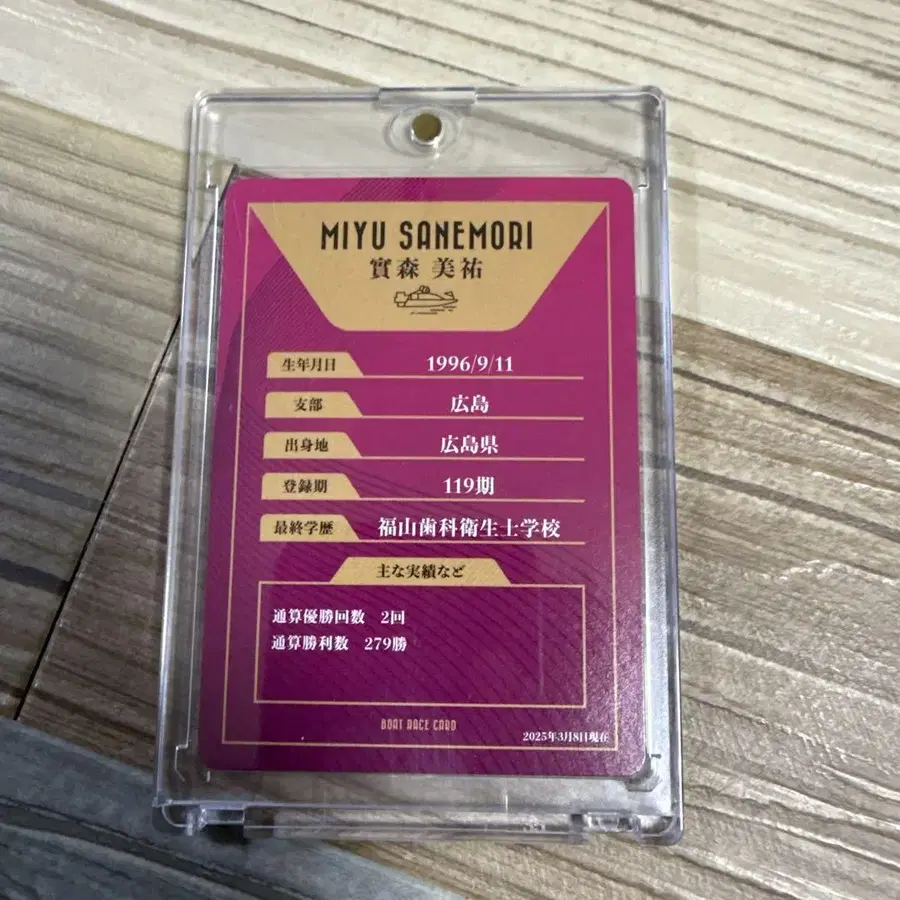 MIYU SANEMORI
實森 美祐
生年月日 1996/9/11
支部 広島
出身地 広島県
登録期 119期
最終学歴 福山歯科衛生士学校
主な実績など
通算優勝回数 2回
通算勝利数 279勝
BOAT RACE CARD
2025年3月8日現在